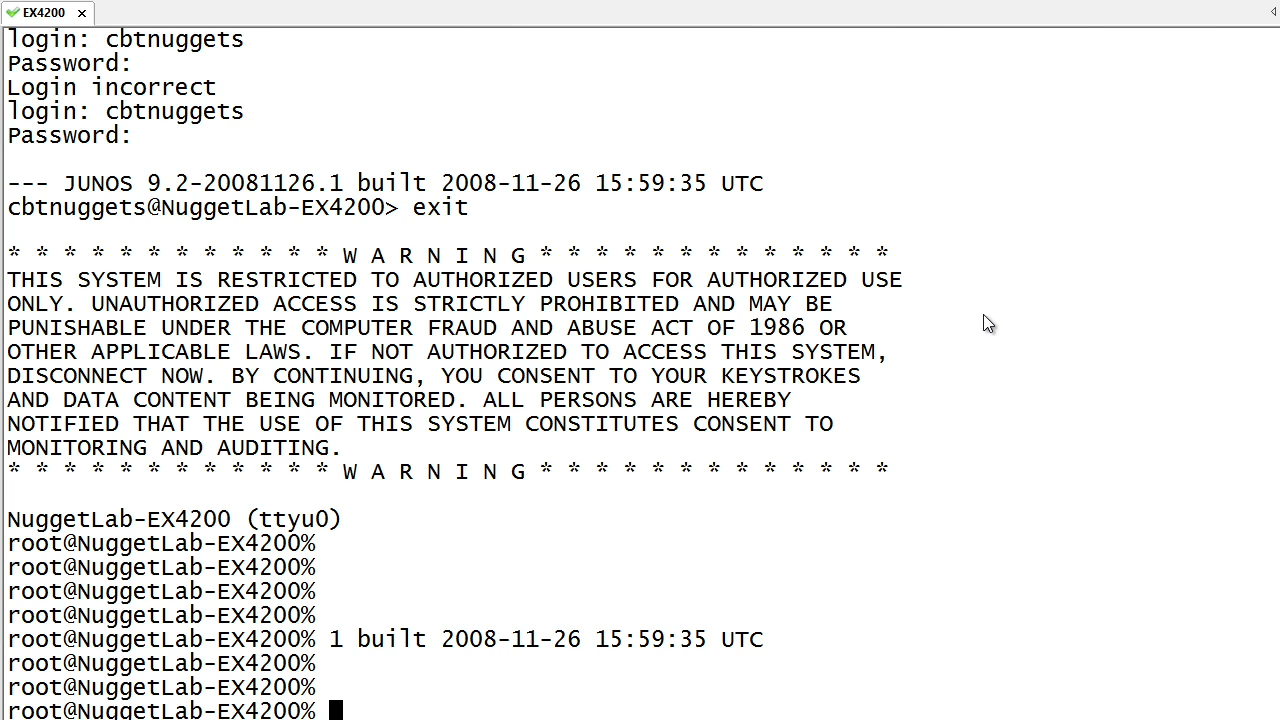 EX4200
login: cbtnuggets
Password:
Login incorrect
login: cbtnuggets
Password:
--- JUNOS 9.2-20081126.1 built 2008-11-26 15:59:35 UTC
cbtnuggets@NuggetLab-EX4200> exit
* * * * * * * * * * * * W A R N I N G * * * * * * * * * * * * *
THIS SYSTEM IS RESTRICTED TO AUTHORIZED USERS FOR AUTHORIZED USE
ONLY. UNAUTHORIZED ACCESS IS STRICTLY PROHIBITED AND MAY BE
PUNISHABLE UNDER THE COMPUTER FRAUD AND ABUSE ACT OF 1986 OR
OTHER APPLICABLE LAWS. IF NOT AUTHORIZED TO ACCESS THIS SYSTEM,
DISCONNECT NOW. BY CONTINUING, YOU CONSENT TO YOUR KEYSTROKES
AND DATA CONTENT BEING MONITORED. ALL PERSONS ARE HEREBY
NOTIFIED THAT THE USE OF THIS SYSTEM CONSTITUTES CONSENT TO
MONITORING AND AUDITING.
* * * * * * * * * * * * W A R N I N G * * * * * * * * * * * * *
NuggetLab-EX4200 (ttyu0)
root@NuggetLab-EX4200%
root@NuggetLab-EX4200%
root@NuggetLab-EX4200%
root@NuggetLab-EX4200%
root@NuggetLab-EX4200% 1 built 2008-11-26 15:59:35 UTC
root@NuggetLab-EX4200%
root@NuggetLab-EX4200%
root@NuggetLab-EX4200%